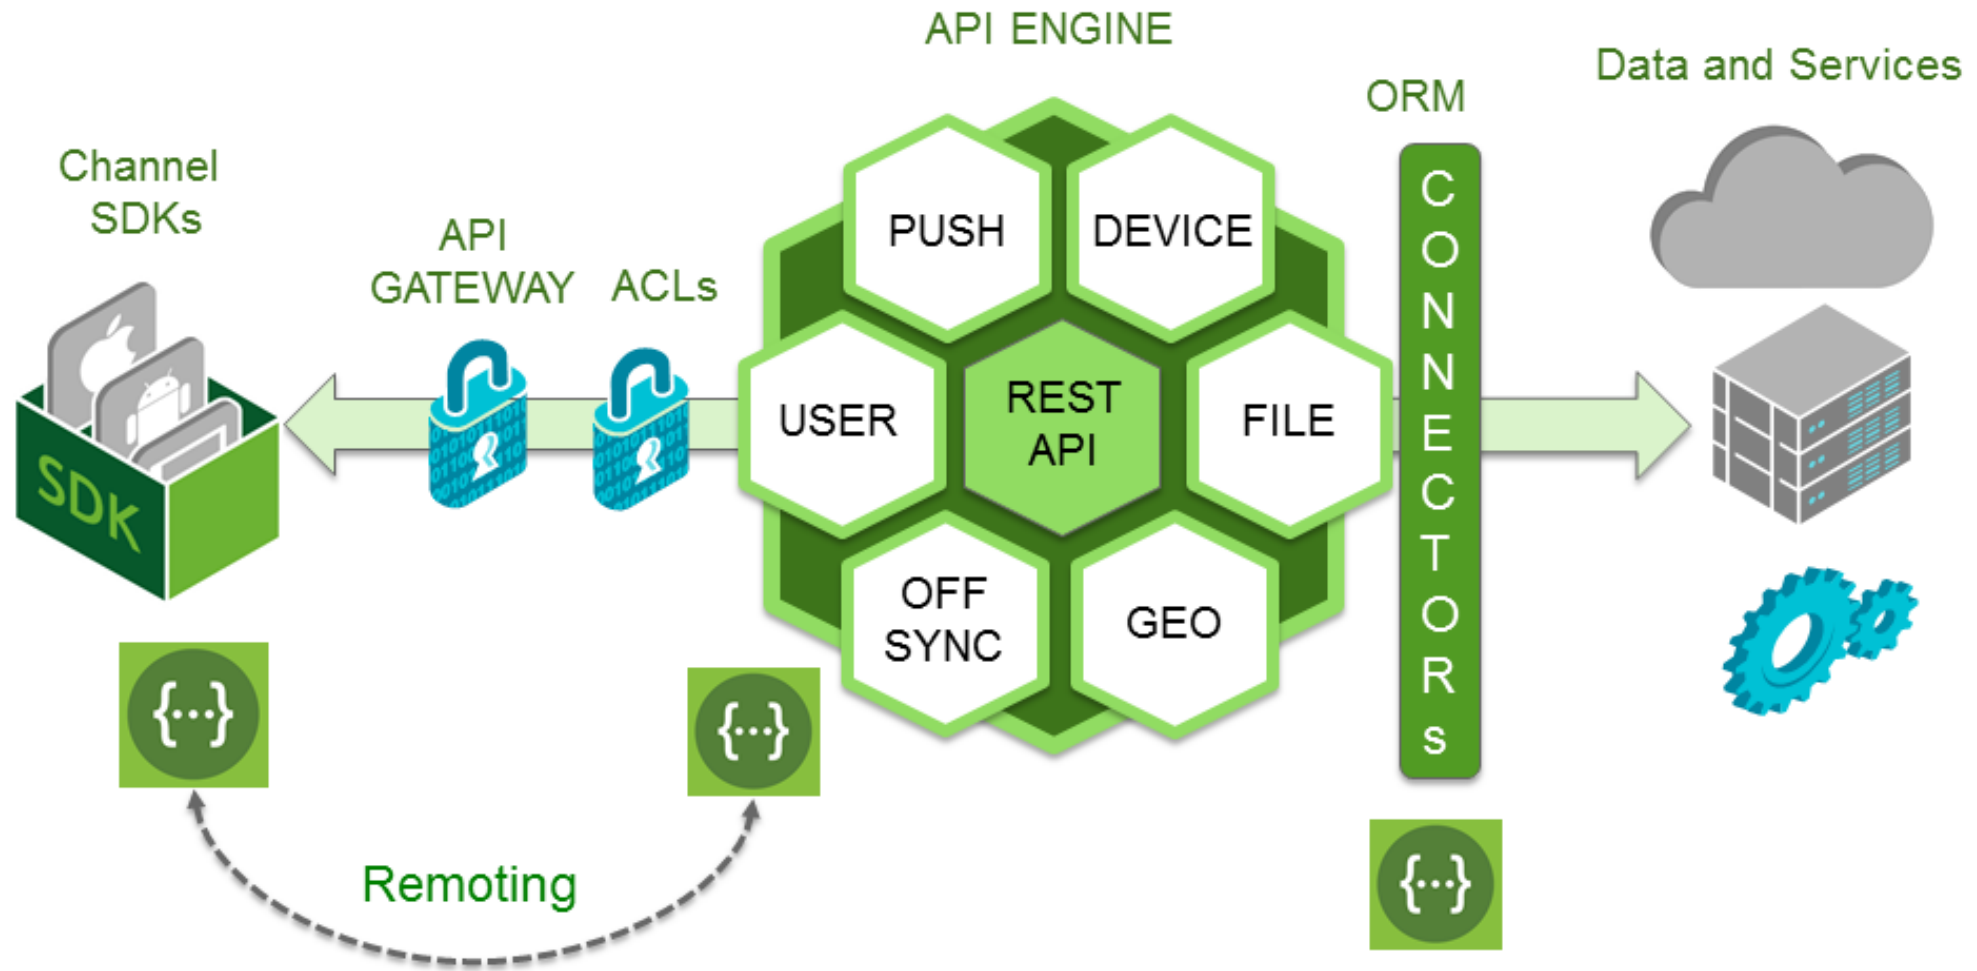 API ENGINE
Data and Services
ORM
Channel
SDKs
API
GATEWAY
ACLs
PUSH
DEVICE
USER
REST
API
FILE
OFF
SYNC
GEO
CONNECTORs
SDK
{···}
{···}
{···}
Remoting